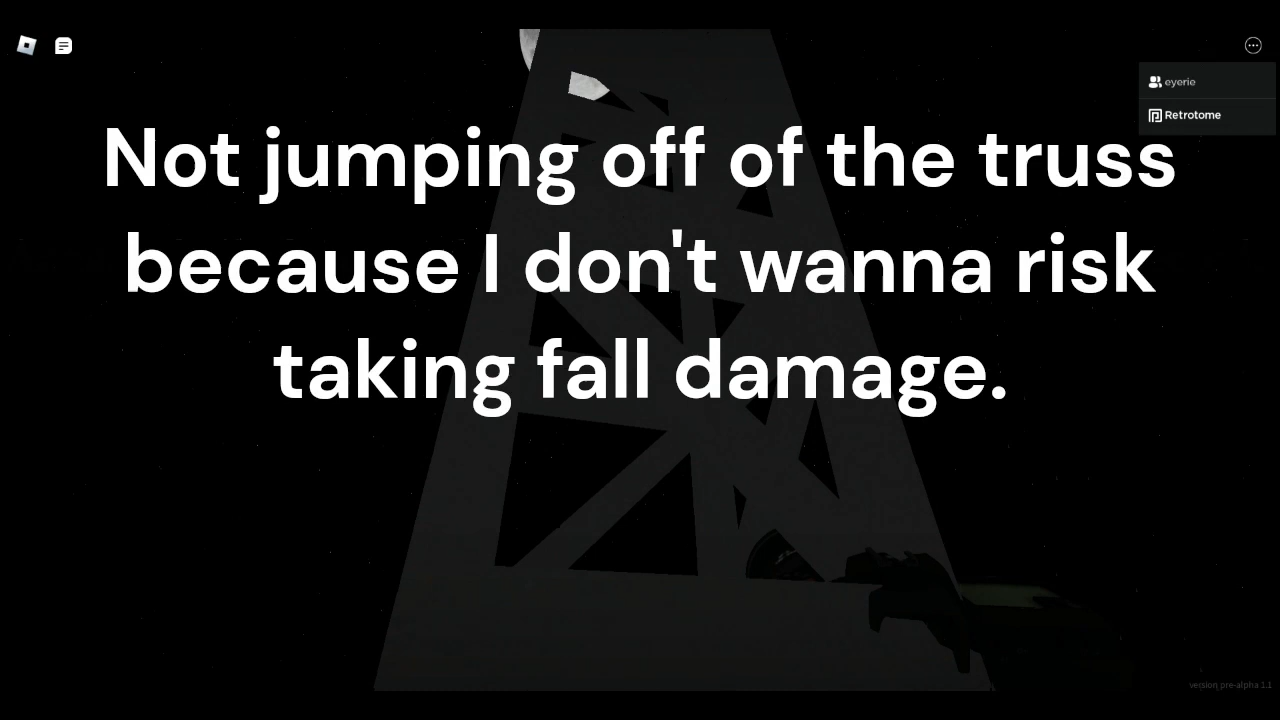 eyerie
Retrotome
Not jumping off of the truss
because I don't wanna risk
taking fall damage.
version pre-alpha 1.1